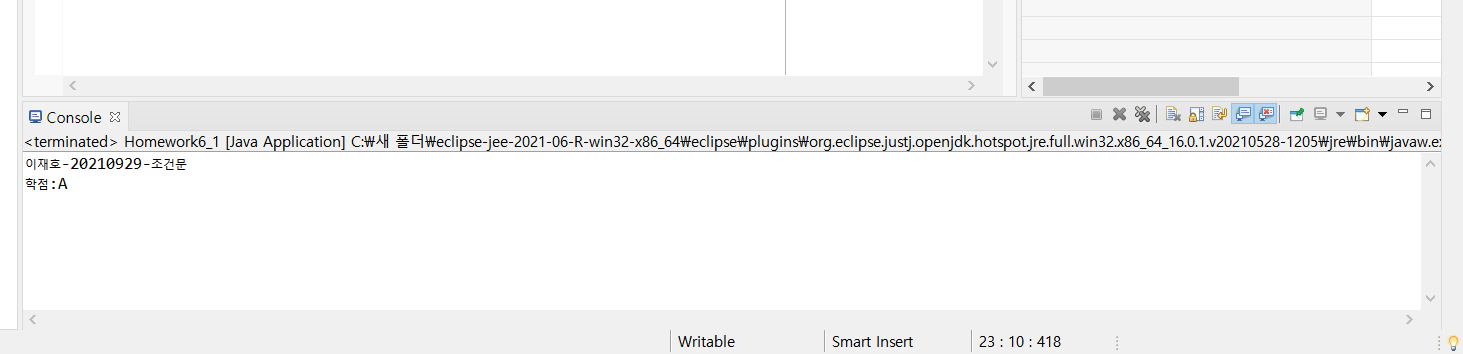 Console
<terminated> Homework6_1 [Java Application] C:₩새 폴더₩eclipse-jee-2021-06-R-win32-x86_64₩eclipse₩plugins₩org.eclipse.justj.openjdk.hotspot.jre.full.win32.x86_64_16.0.1.v20210528-1205₩jre₩bin₩javaw.ex
이재호-20210929-조건문
학점:A
Writable Smart Insert 23 : 10 : 418